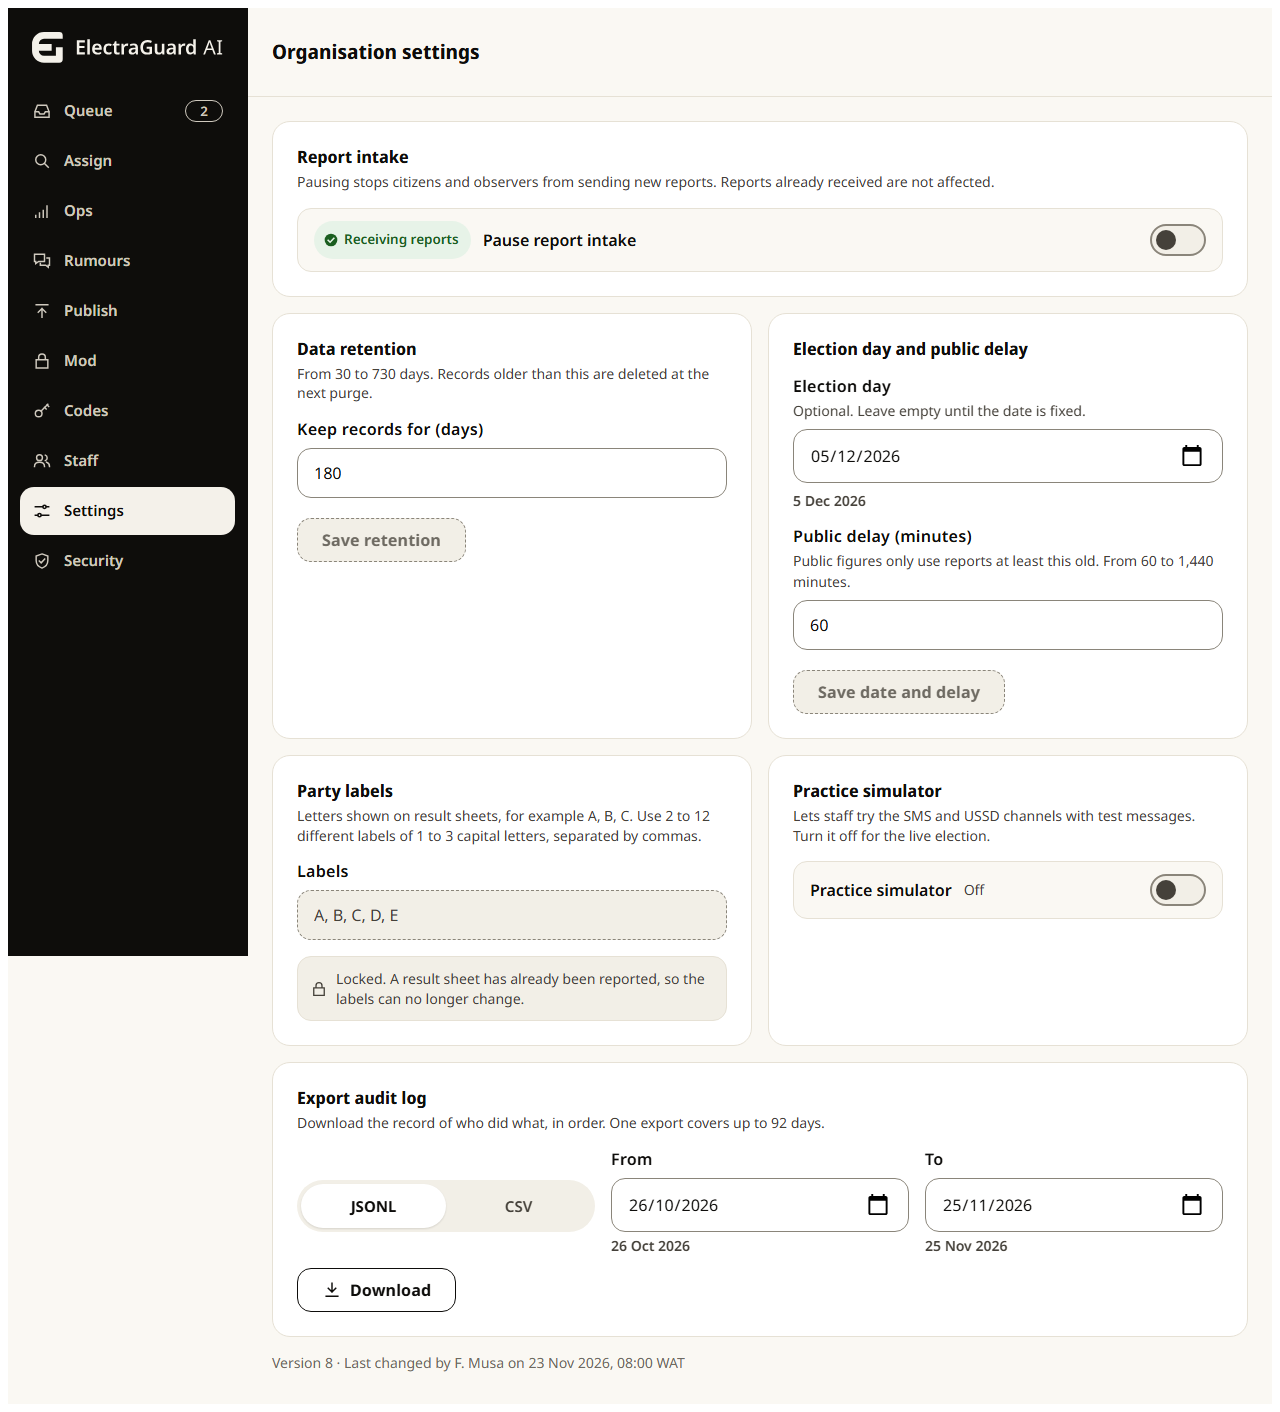 ElectraGuard AI
Queue 2
Assign
Ops
Rumours
Publish
Mod
Codes
Staff
Settings
Security
Organisation settings
Report intake
Pausing stops citizens and observers from sending new reports. Reports already received are not affected.
Receiving reports Pause report intake
Data retention
From 30 to 730 days. Records older than this are deleted at the
next purge.
Keep records for (days)
180
Save retention
Election day and public delay
Election day
Optional. Leave empty until the date is fixed.
05/12/2026
5 Dec 2026
Public delay (minutes)
Public figures only use reports at least this old. From 60 to 1,440
minutes.
60
Save date and delay
Party labels
Letters shown on result sheets, for example A, B, C. Use 2 to 12
different labels of 1 to 3 capital letters, separated by commas.
Labels
A, B, C, D, E
Locked. A result sheet has already been reported, so the
labels can no longer change.
Practice simulator
Lets staff try the SMS and USSD channels with test messages.
Turn it off for the live election.
Practice simulator Off
Export audit log
Download the record of who did what, in order. One export covers up to 92 days.
JSONL CSV
From
26/10/2026
26 Oct 2026
To
25/11/2026
25 Nov 2026
Download
Version 8 · Last changed by F. Musa on 23 Nov 2026, 08:00 WAT